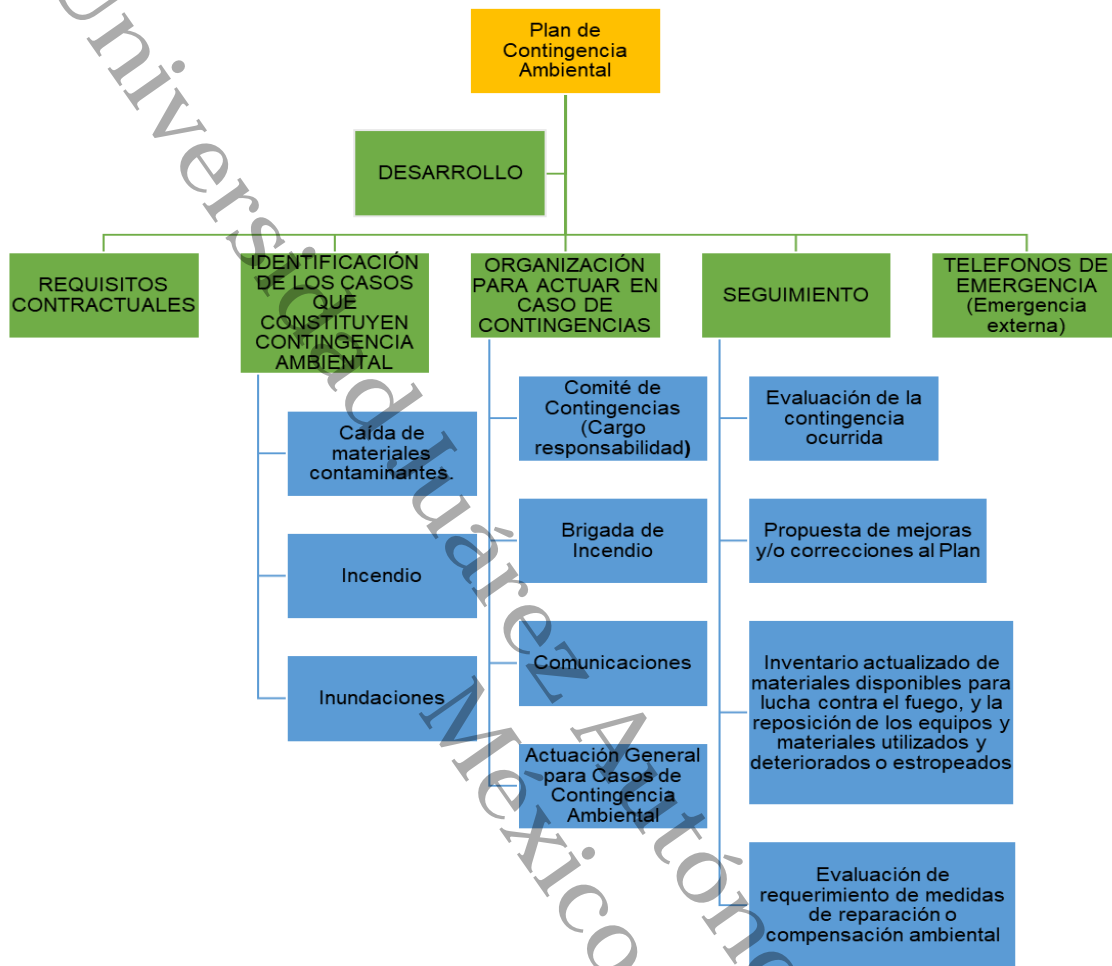 Plan de
Contingencia
Ambiental
DESARROLLO
REQUISITOS
CONTRACTUALES
IDENTIFICACIÓN
DE LOS CASOS
QUE
CONSTITUYEN
CONTINGENCIA
AMBIENTAL
Caída de
materiales
contaminantes.
Incendio
Inundaciones
ORGANIZACIÓN
PARA ACTUAR EN
CASO DE
CONTINGENCIAS
Comité de
Contingencias
(Cargo
responsabilidad)
Brigada de
Incendio
Comunicaciones
Actuación General
para Casos de
Contingencia
Ambiental
SEGUIMIENTO
Evaluación de la
contingencia
ocurrida
Propuesta de mejoras
y/o correcciones al Plan
Inventario actualizado de
materiales disponibles para
lucha contra el fuego, y la
reposición de los equipos y
materiales utilizados y
deteriorados o estropeados
Evaluación de
requerimiento de medidas
de reparación o
compensación ambiental
TELEFONOS DE
EMERGENCIA
(Emergencia
externa)
Universidad Juárez Autóno
México